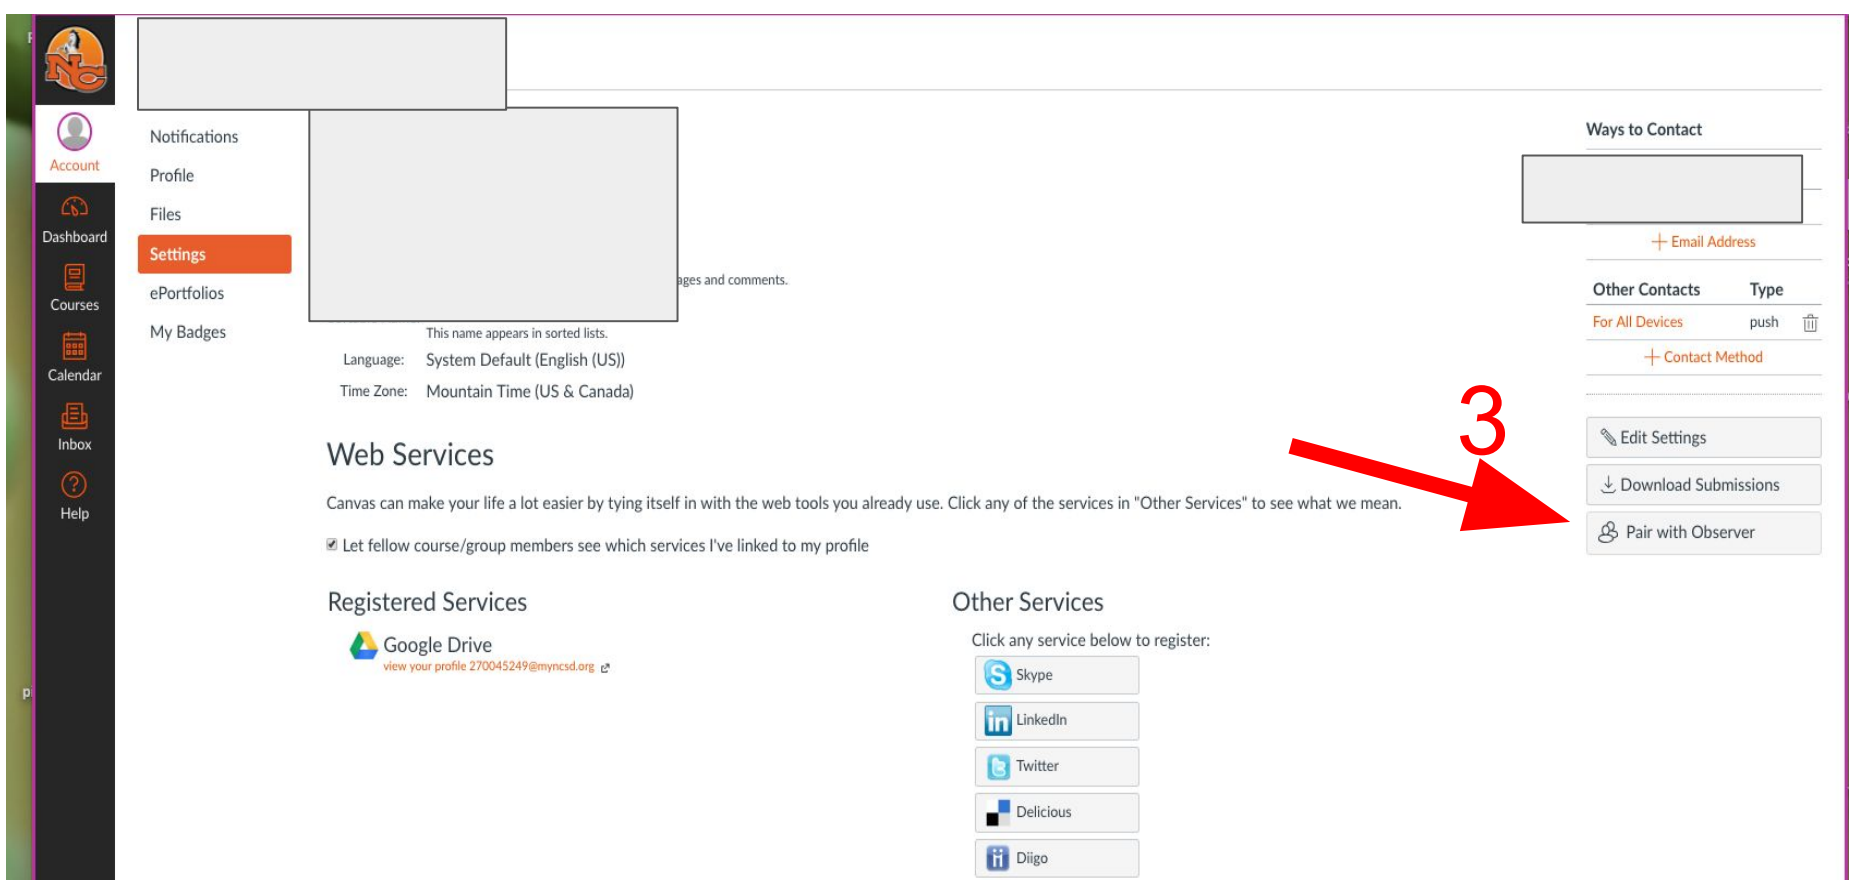 NC
Account
Dashboard
Courses
Calendar
Inbox
Help
Notifications
Profile
Files
Settings
ePortfolios
My Badges
ages and comments.
This name appears in sorted lists.
Language: System Default (English (US))
Time Zone: Mountain Time (US & Canada)
Web Services
Canvas can make your life a lot easier by tying itself in with the web tools you already use. Click any of the services in "Other Services" to see what we mean.
Let fellow course/group members see which services I've linked to my profile
Registered Services
Google Drive
view your profile 270045249@myncsd.org
Other Services
Click any service below to register:
Skype
LinkedIn
Twitter
Delicious
Diigo
Ways to Contact
+ Email Address
Other Contacts Type
For All Devices push
+ Contact Method
3
Edit Settings
Download Submissions
Pair with Observer